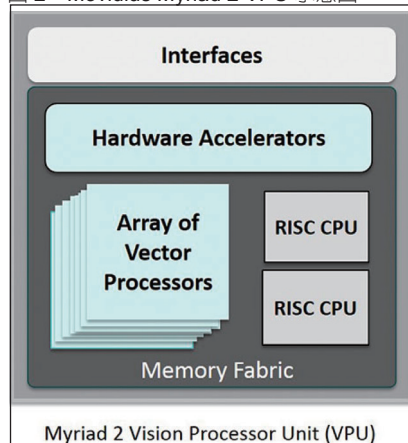 Interfaces
Hardware Accelerators
Array of
Vector
Processors
RISC CPU
RISC CPU
Memory Fabric
Myriad 2 Vision Processor Unit (VPU)